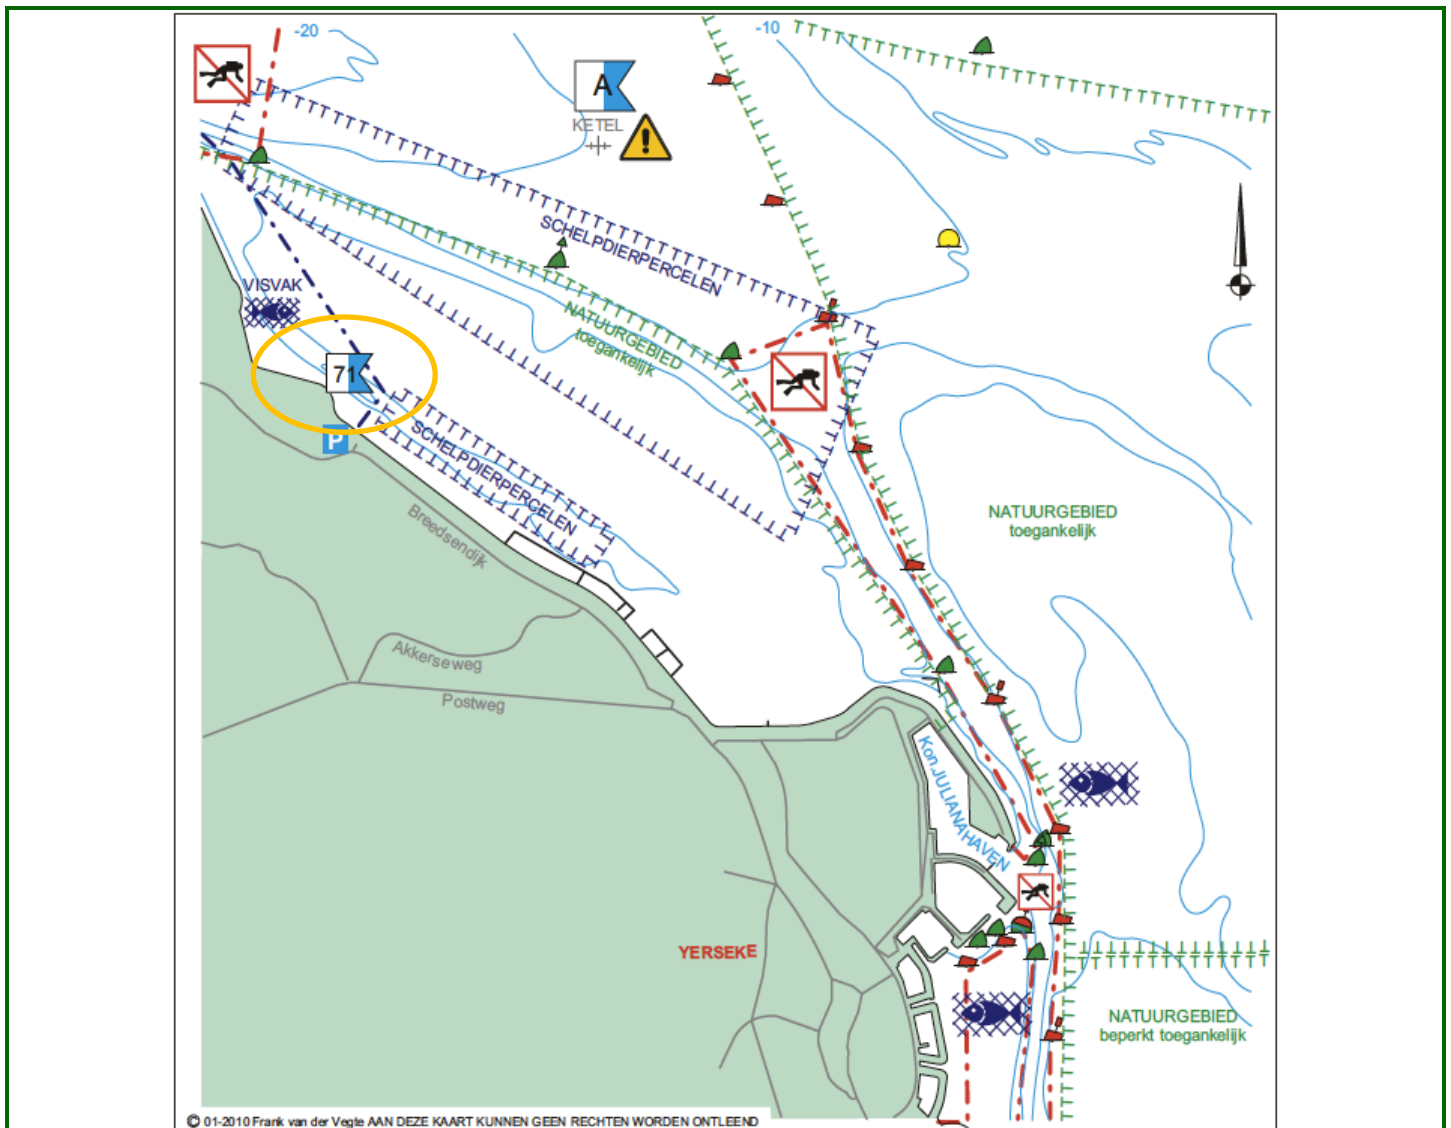 -20
-10
A
KETEL
!
SCHELPDIERPERCELEN
VISVAK
NATUURGEBIED
toegankelijk
71
P
SCHELPDIERPERCELEN
Breedsendijk
NATUURGEBIED
toegankelijk
Akkerseweg
Postweg
Kon.JULIANAHAVEN
YERSEKE
NATUURGEBIED
beperkt toegankelijk
© 01-2010 Frank van der Vegte AAN DEZE KAART KUNNEN GEEN RECHTEN WORDEN ONTLEEND